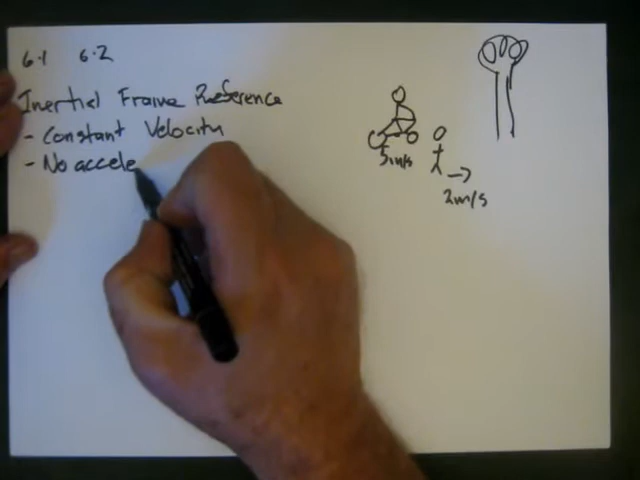 6.1 6.2
Inertial Frame Reference
- Constant Velocity
- No accele
5m/s
2m/s